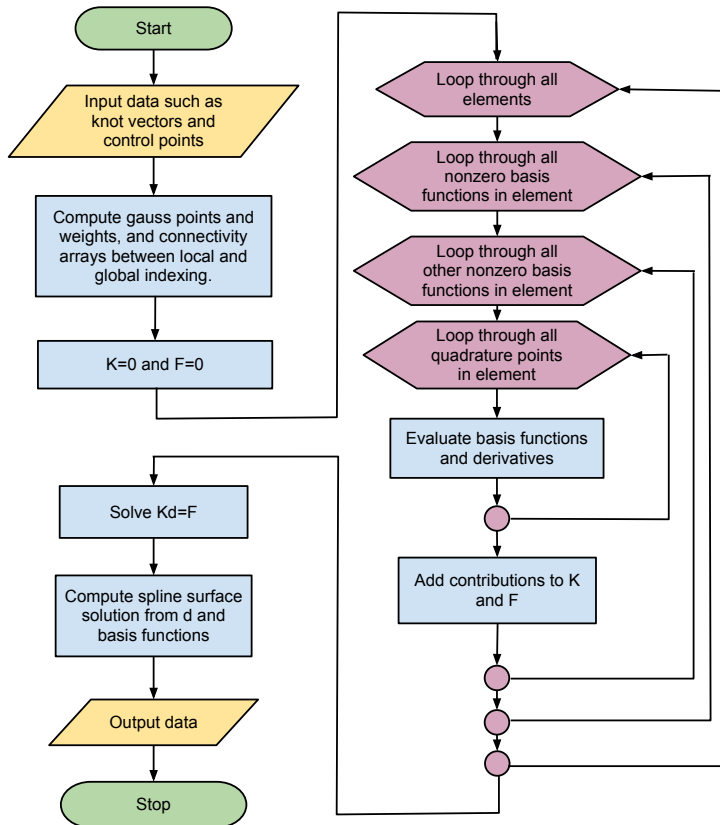 Start
Input data such as
knot vectors and
control points
Compute gauss points and
weights, and connectivity
arrays between local and
global indexing.
K=0 and F=0
Loop through all
elements
Loop through all
nonzero basis
functions in element
Loop through all
other nonzero basis
functions in element
Loop through all
quadrature points
in element
Evaluate basis functions
and derivatives
Add contributions to K
and F
Solve Kd=F
Compute spline surface
solution from d and
basis functions
Output data
Stop